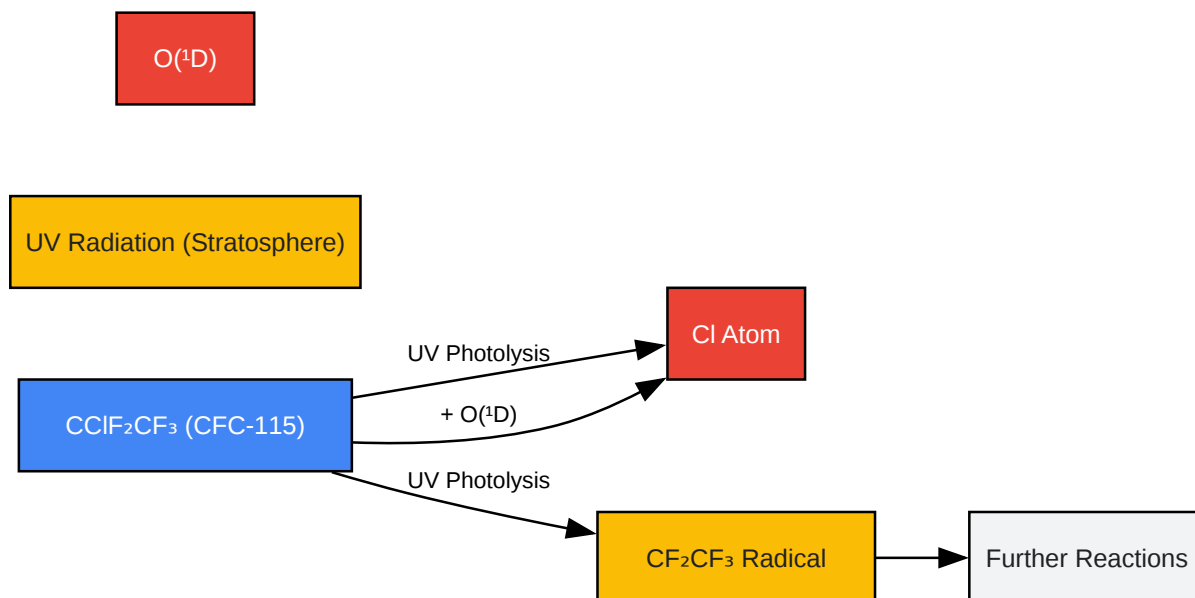 O(¹D)
UV Radiation (Stratosphere)
Cl Atom
UV Photolysis
CClF₂CF₃ (CFC-115)
+ O(¹D)
UV Photolysis
CF₂CF₃ Radical
Further Reactions